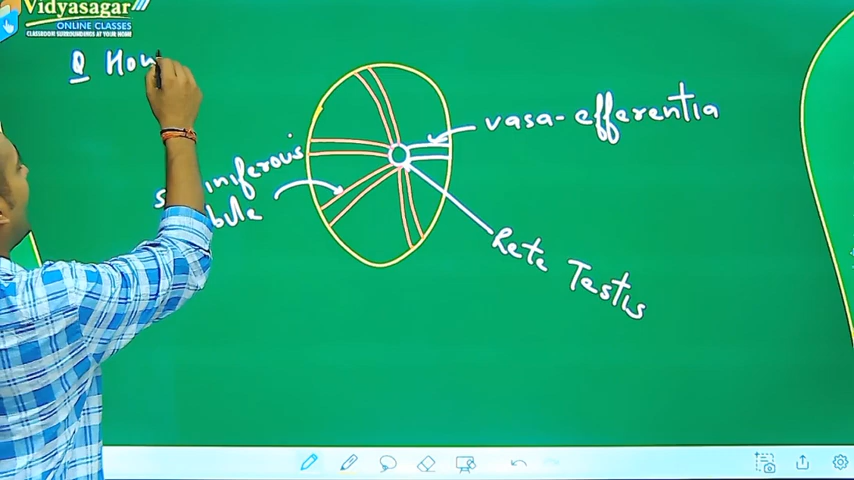 Vidyasagar
ONLINE CLASSES
CLASSROOM SURROUNDINGS AT YOUR HOME
Q How
vasa-efferentia
Rete Testis